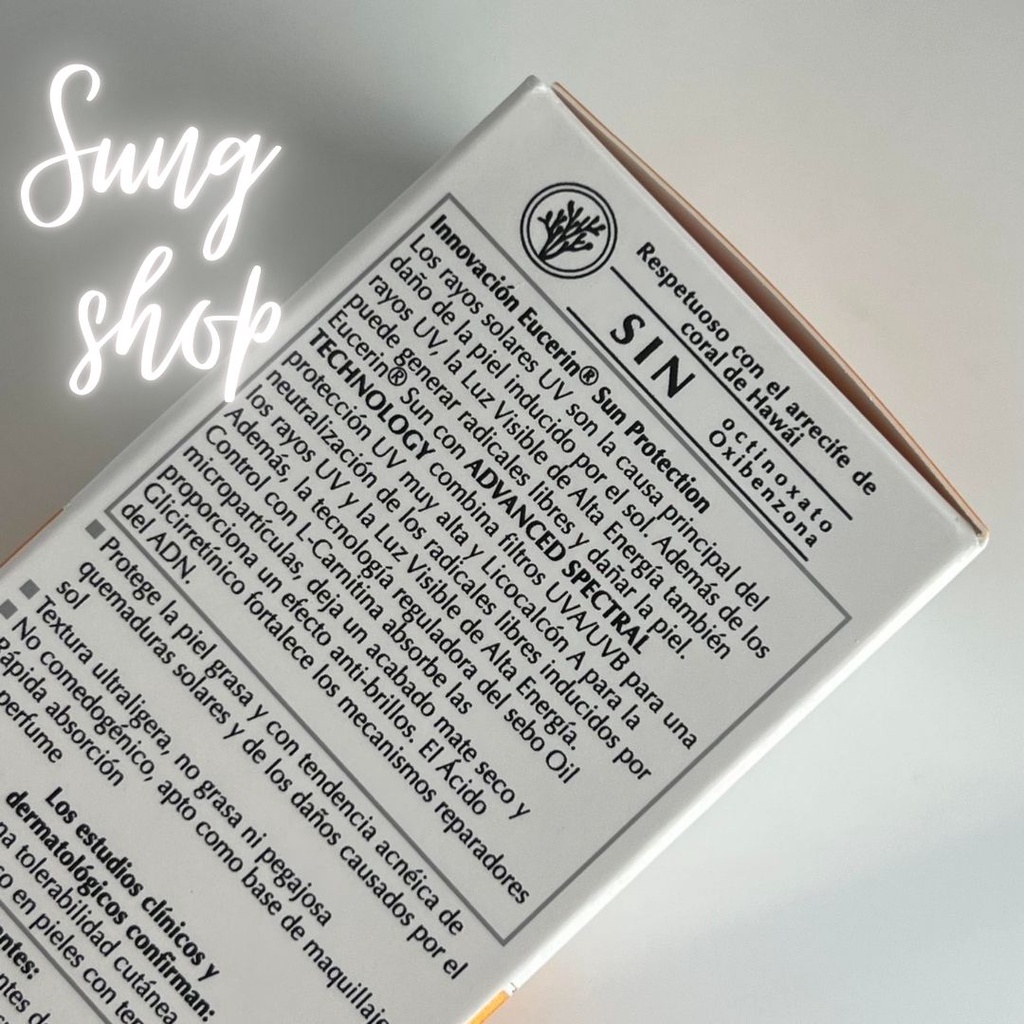 Sung
shop
Respetuoso con el arrecife de
coral de Hawái
SIN
octinoxato
Oxibenzona
Innovación Eucerin® Sun Protection
Los rayos solares UV son la causa principal del
daño de la piel inducido por el sol. Además de los
rayos UV, la Luz Visible de Alta Energía también
puede generar radicales libres y dañar la piel.
Eucerin® Sun con ADVANCED SPECTRAL
TECHNOLOGY combina filtros UVA/UVB para una
protección UV muy alta y Licocalcón A para la
neutralización de los radicales libres inducidos por
los rayos UV y la Luz Visible de Alta Energía.
Además, la tecnología reguladora del sebo Oil
Control con L-Carnitina absorbe las
micropartículas, deja un acabado mate seco y
proporciona un efecto anti-brillos. El Ácido
Glicirretínico fortalece los mecanismos reparadores
del ADN.
Protege la piel grasa y con tendencia acnéica de
quemaduras solares y de los daños causados por el
sol
Textura ultraligera, no grasa ni pegajosa
No comedogénico, apto como base de maquillaje
Rápida absorción
perfume
Los estudios clínicos y
dermatológicos confirman:
tolerabilidad cutánea
en pieles con